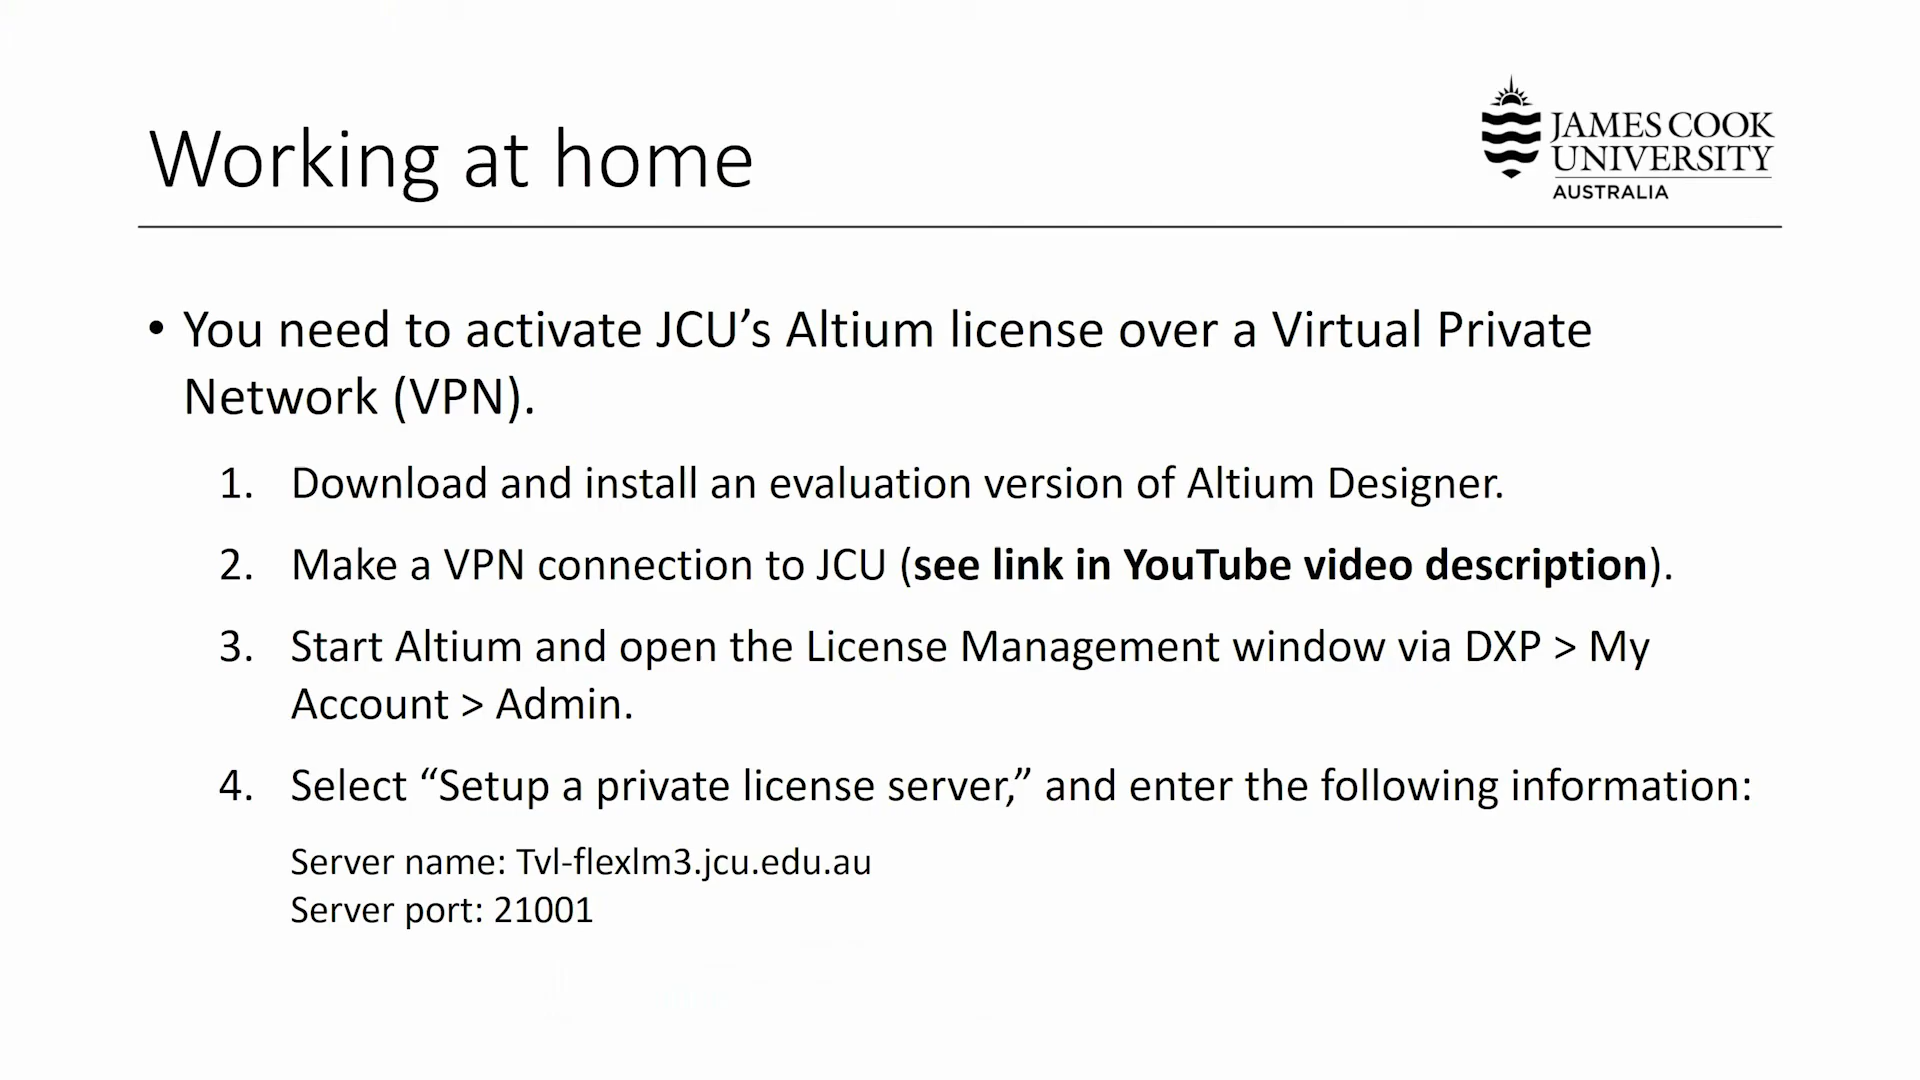 Working at home
JAMES COOK
UNIVERSITY
AUSTRALIA
• You need to activate JCU’s Altium license over a Virtual Private
Network (VPN).
1. Download and install an evaluation version of Altium Designer.
2. Make a VPN connection to JCU (see link in YouTube video description).
3. Start Altium and open the License Management window via DXP > My
Account > Admin.
4. Select “Setup a private license server,” and enter the following information:
Server name: Tvl-flexlm3.jcu.edu.au
Server port: 21001